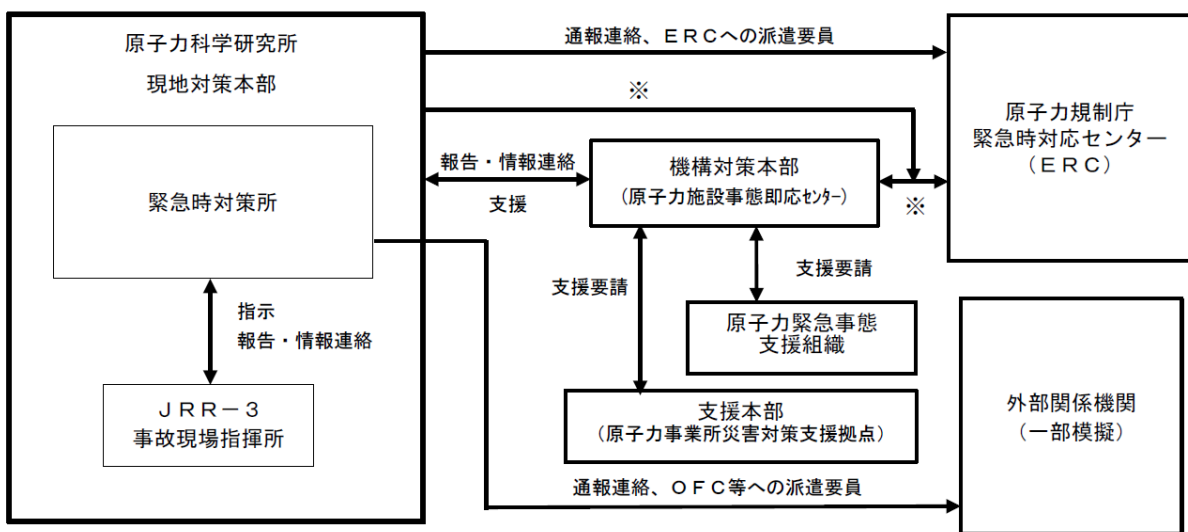 原子力科学研究所
現地対策本部
緊急時対策所
指示
報告・情報連絡
ＪＲＲ－３
事故現場指揮所
通報連絡、ＥＲＣへの派遣要員
※
報告・情報連絡
支援
機構対策本部
（原子力施設事態即応ｾﾝﾀｰ）
※
原子力規制庁
緊急時対応センター
（ＥＲＣ）
支援要請
支援要請
原子力緊急事態
支援組織
支援本部
（原子力事業所災害対策支援拠点）
外部関係機関
（一部模擬）
通報連絡、ＯＦＣ等への派遣要員